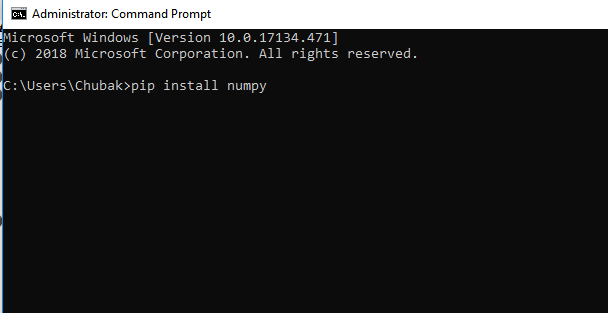 Administrator: Command Prompt
Microsoft Windows [Version 10.0.17134.471]
(c) 2018 Microsoft Corporation. All rights reserved.
C:\Users\Chubak>pip install numpy